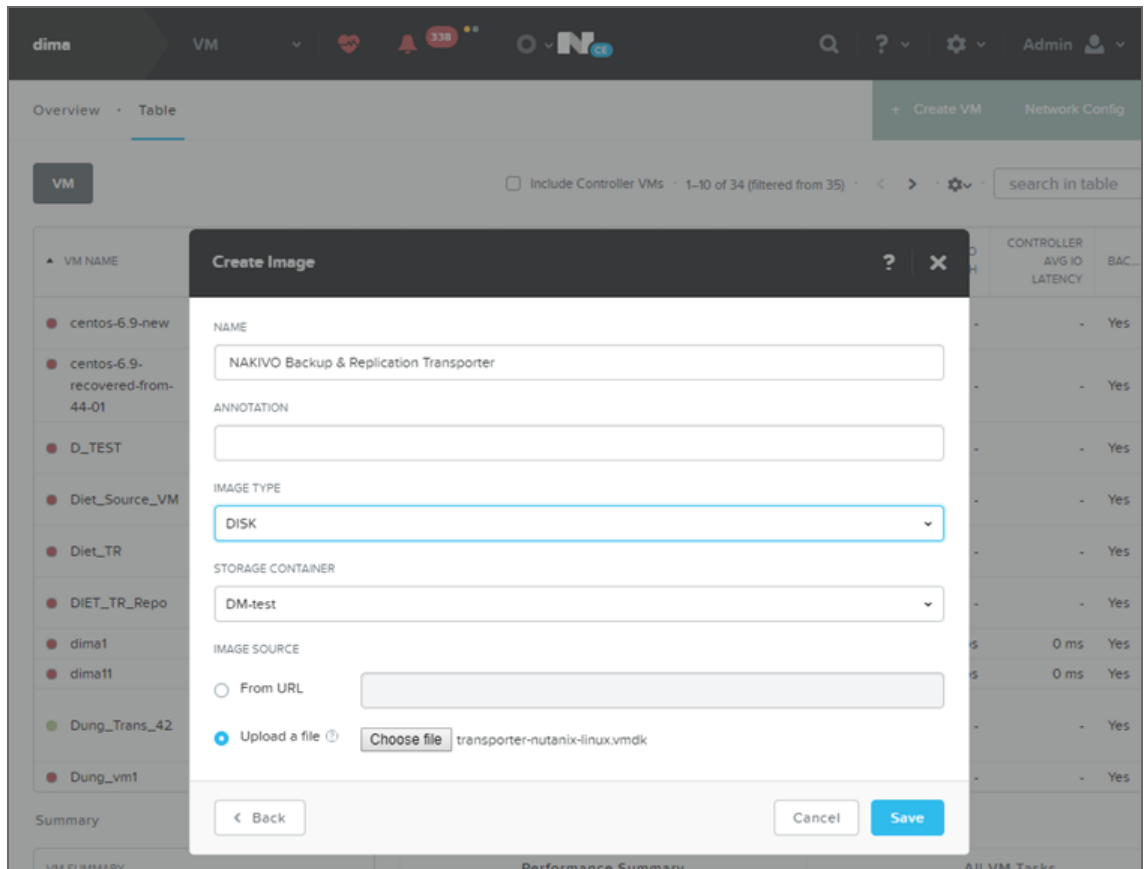 dima
VM
338
N
CE
?
Admin
Overview · Table
+ Create VM
Network Config
VM
Include Controller VMs · 1–10 of 34 (filtered from 35) ·
search in table
VM NAME
CONTROLLER
AVG IO
LATENCY
BAC...
Create Image
?
NAME
NAKIVO Backup & Replication Transporter
ANNOTATION
IMAGE TYPE
DISK
STORAGE CONTAINER
DM-test
IMAGE SOURCE
From URL
Upload a file ?
Choose file transporter-nutanix-linux.vmdk
< Back
Cancel
Save
centos-6.9-new
- - Yes
centos-6.9-
recovered-from-
44-01
- - Yes
D_TEST
- - Yes
Diet_Source_VM
- - Yes
Diet_TR
- - Yes
DIET_TR_Repo
- - Yes
dima1
0 ms Yes
dima11
0 ms Yes
Dung_Trans_42
- - Yes
Dung_vm1
- - Yes
Summary
VM SUMMARY
Performance Summary
All VM Tasks